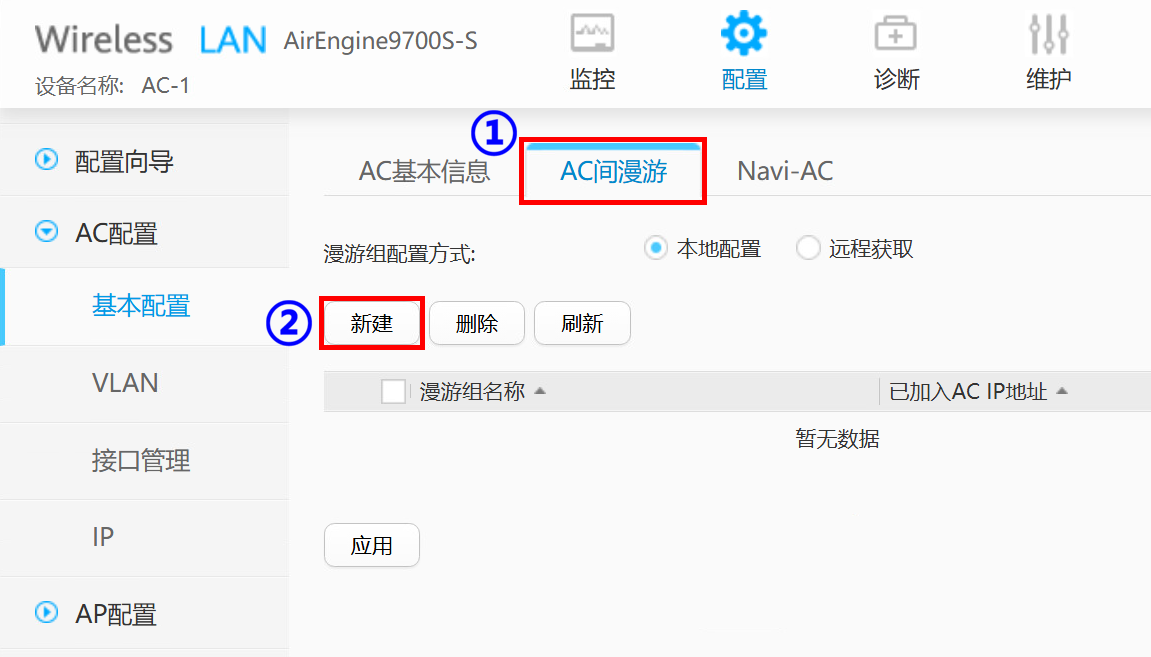 Wireless LAN AirEngine9700S-S
设备名称: AC-1
监控
配置
诊断
维护
配置向导
AC配置
基本配置
VLAN
接口管理
IP
AP配置
①
AC基本信息 AC间漫游 Navi-AC
漫游组配置方式: 本地配置 远程获取
② 新建 删除 刷新
漫游组名称 已加入AC IP地址
暂无数据
应用